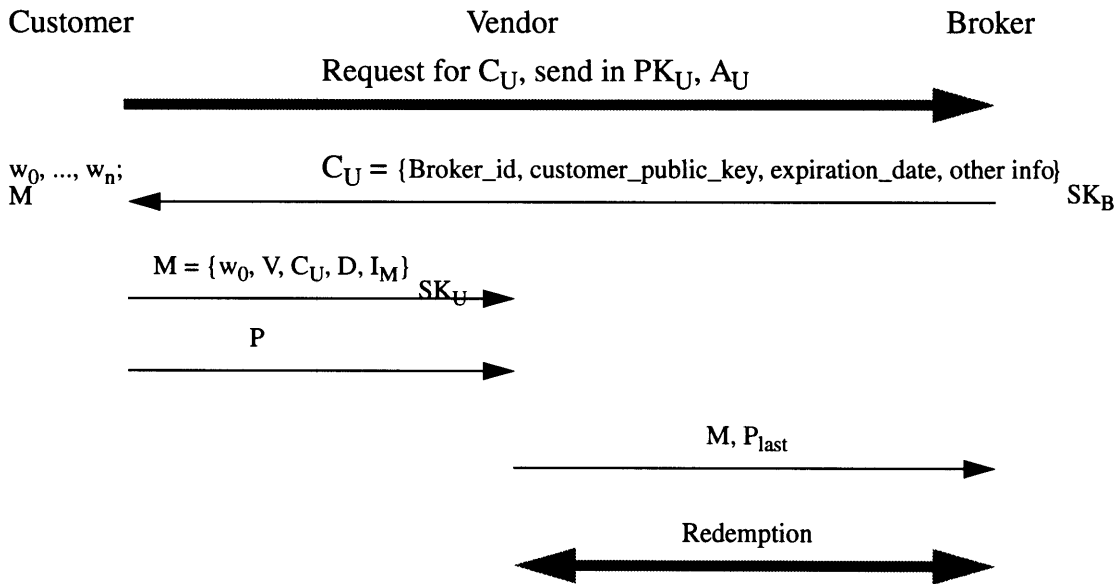 Customer Vendor Broker
Request for C_U, send in PK_U, A_U
w_0, ..., w_n;
M
C_U = {Broker_id, customer_public_key, expiration_date, other info}
SK_B
M = {w_0, V, C_U, D, I_M}
SK_U
P
M, P_last
Redemption